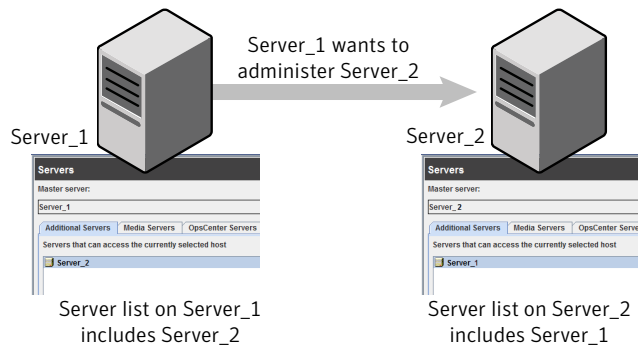 Server_1 wants to
administer Server_2
Server_1
Servers
Master server:
Server_1
Additional Servers Media Servers OpsCenter Servers
Servers that can access the currently selected host
Server_2
Server list on Server_1
includes Server_2
Server_2
Servers
Master server:
Server_2
Additional Servers Media Servers OpsCenter Serve
Servers that can access the currently selected host
Server_1
Server list on Server_2
includes Server_1